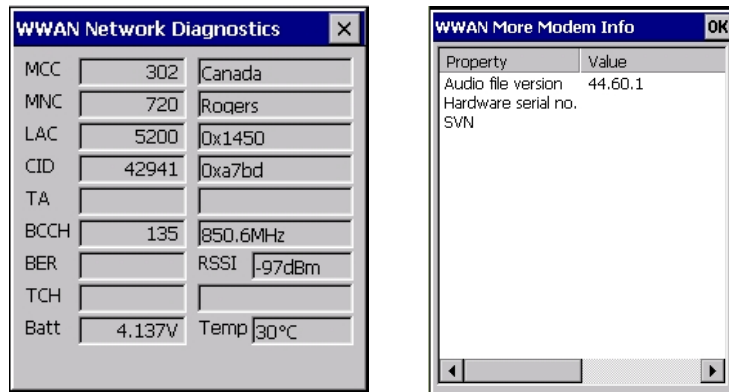 WWAN Network Diagnostics
MCC 302 Canada
MNC 720 Rogers
LAC 5200 0x1450
CID 42941 0xa7bd
TA
BCCH 135 850.6MHz
BER RSSI -97dBm
TCH
Batt 4.137V Temp 30°C
WWAN More Modem Info OK
Property Value
Audio file version 44.60.1
Hardware serial no.
SVN